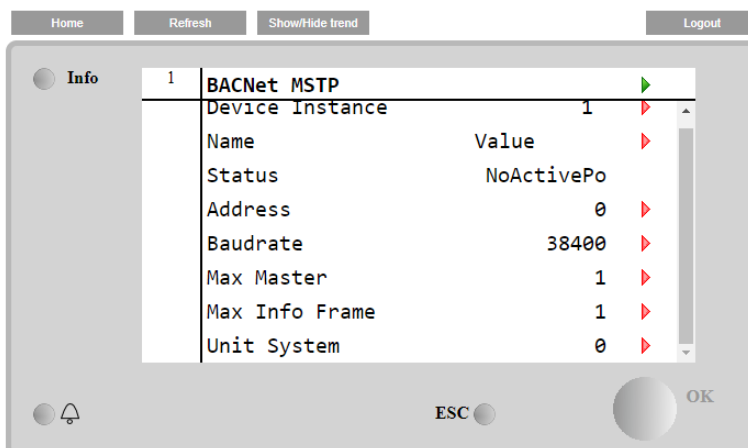 Home Refresh Show/Hide trend Logout
Info 1 BACNet MSTP
Device Instance 1
Name Value
Status NoActivePo
Address 0
Baudrate 38400
Max Master 1
Max Info Frame 1
Unit System 0
ESC OK